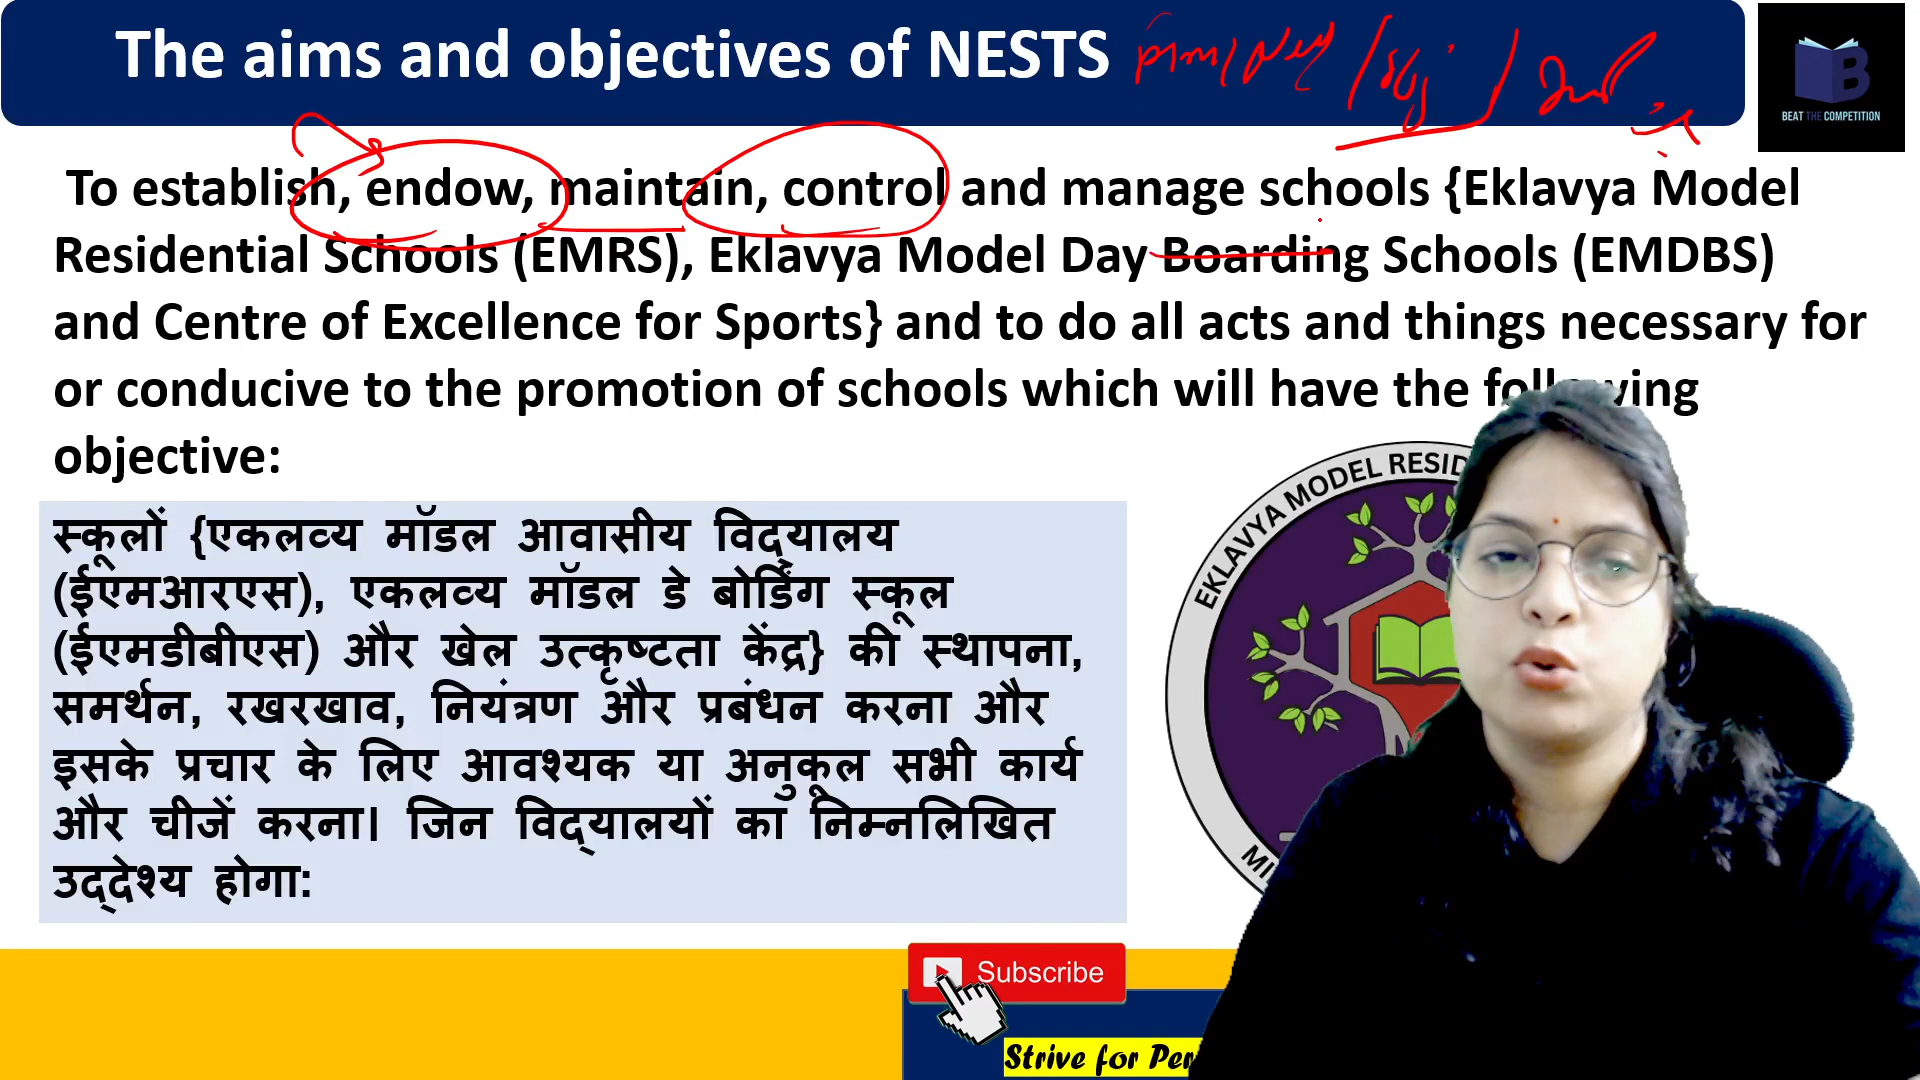 The aims and objectives of NESTS
BEAT THE COMPETITION
To establish, endow, maintain, control and manage schools {Eklavya Model
Residential Schools (EMRS), Eklavya Model Day Boarding Schools (EMDBS)
and Centre of Excellence for Sports} and to do all acts and things necessary for
or conducive to the promotion of schools which will have the following
objective:
स्कूलों {एकलव्य मॉडल आवासीय विद्यालय
(ईएमआरएस), एकलव्य मॉडल डे बोर्डिंग स्कूल
(ईएमडीबीएस) और खेल उत्कृष्टता केंद्र} की स्थापना,
समर्थन, रखरखाव, नियंत्रण और प्रबंधन करना और
इसके प्रचार के लिए आवश्यक या अनुकूल सभी कार्य
और चीजें करना। जिन विद्यालयों का निम्नलिखित
उद्देश्य होगा:
EKLAVYA MODEL RESID
MI
Subscribe
Strive for Per